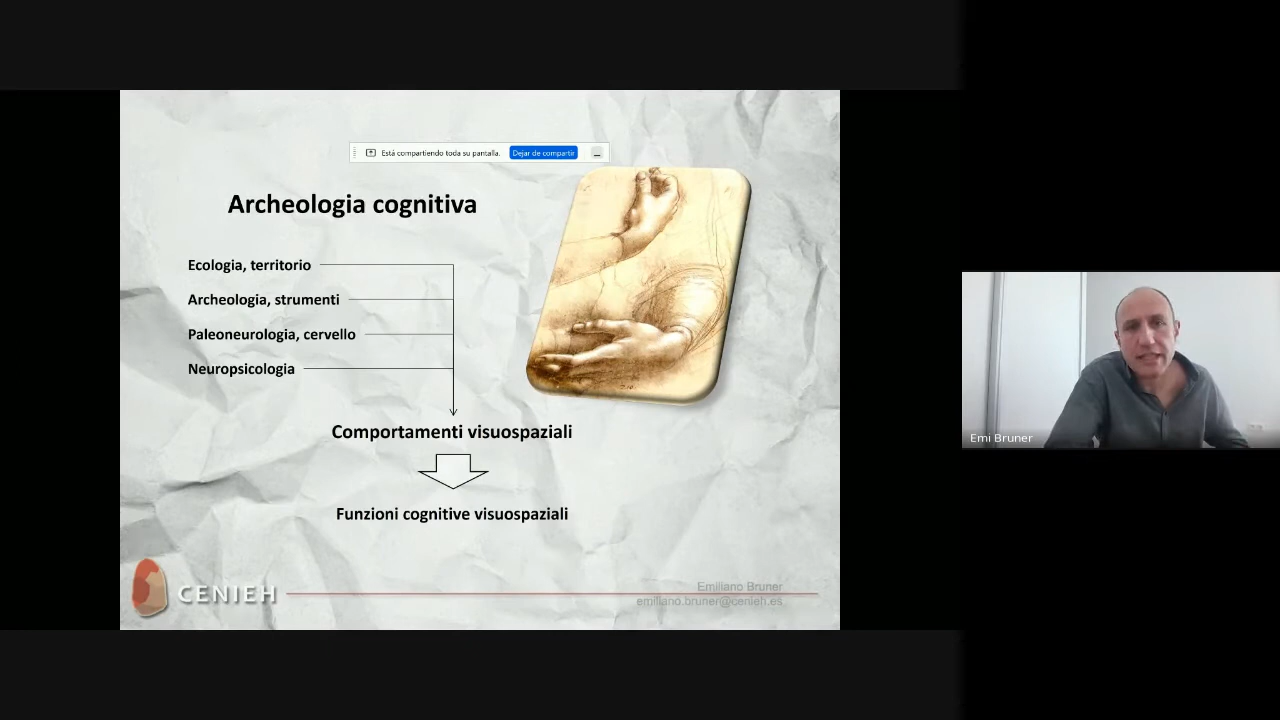 Está compartiendo toda su pantalla. Dejar de compartir
Archeologia cognitiva
Ecologia, territorio
Archeologia, strumenti
Paleoneurologia, cervello
Neuropsicologia
Comportamenti visuospaziali
Funzioni cognitive visuospaziali
CENIEH
Emiliano Bruner
emiliano.bruner@cenieh.es
Emi Bruner